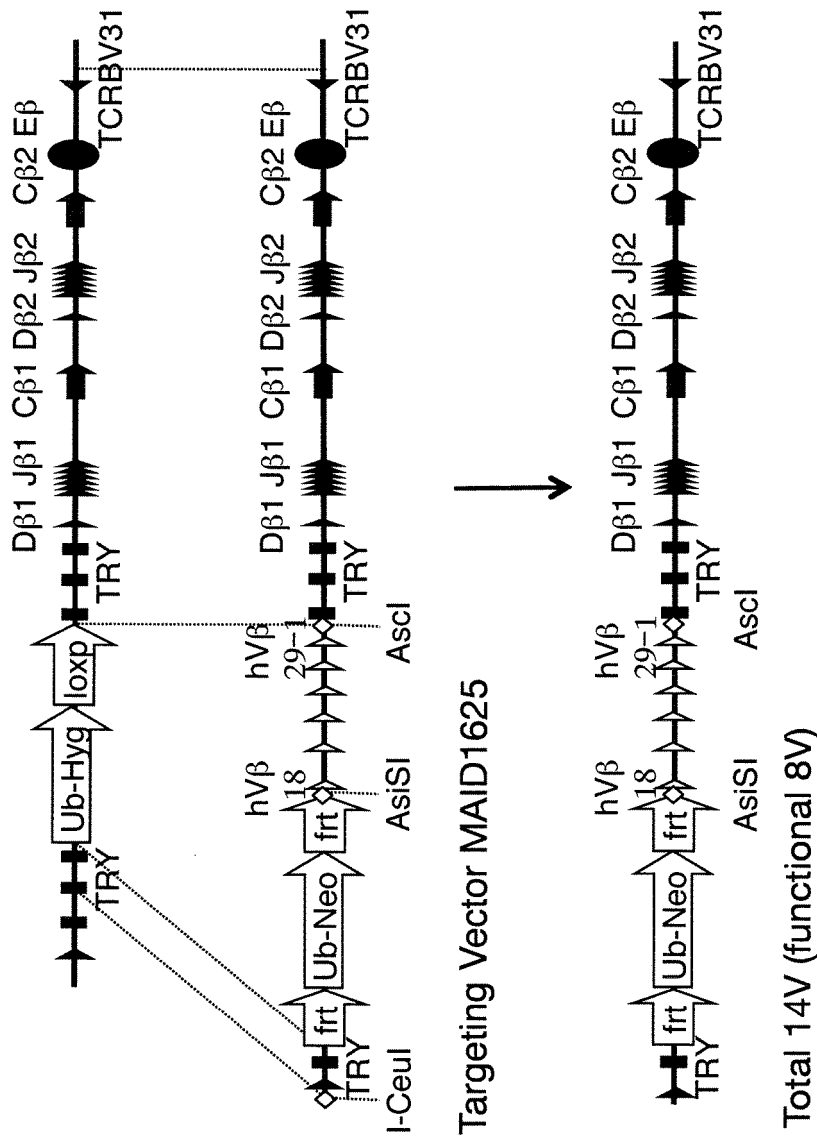 Dβ1 Jβ1 Cβ1 Dβ2 Jβ2 Cβ2 Eβ
Ub-Hyg loxp
TRY TRY TCRBV31
hVβ 18 hVβ 29-1 Dβ1 Jβ1 Cβ1 Dβ2 Jβ2 Cβ2 Eβ
frt Ub-Neo frt
TRY TRY TCRBV31
I-CeuI AsiSI AscI
Targeting Vector MAID1625
hVβ 18 hVβ 29-1 Dβ1 Jβ1 Cβ1 Dβ2 Jβ2 Cβ2 Eβ
frt Ub-Neo frt
TRY AsiSI AscI TRY TCRBV31
Total 14V (functional 8V)